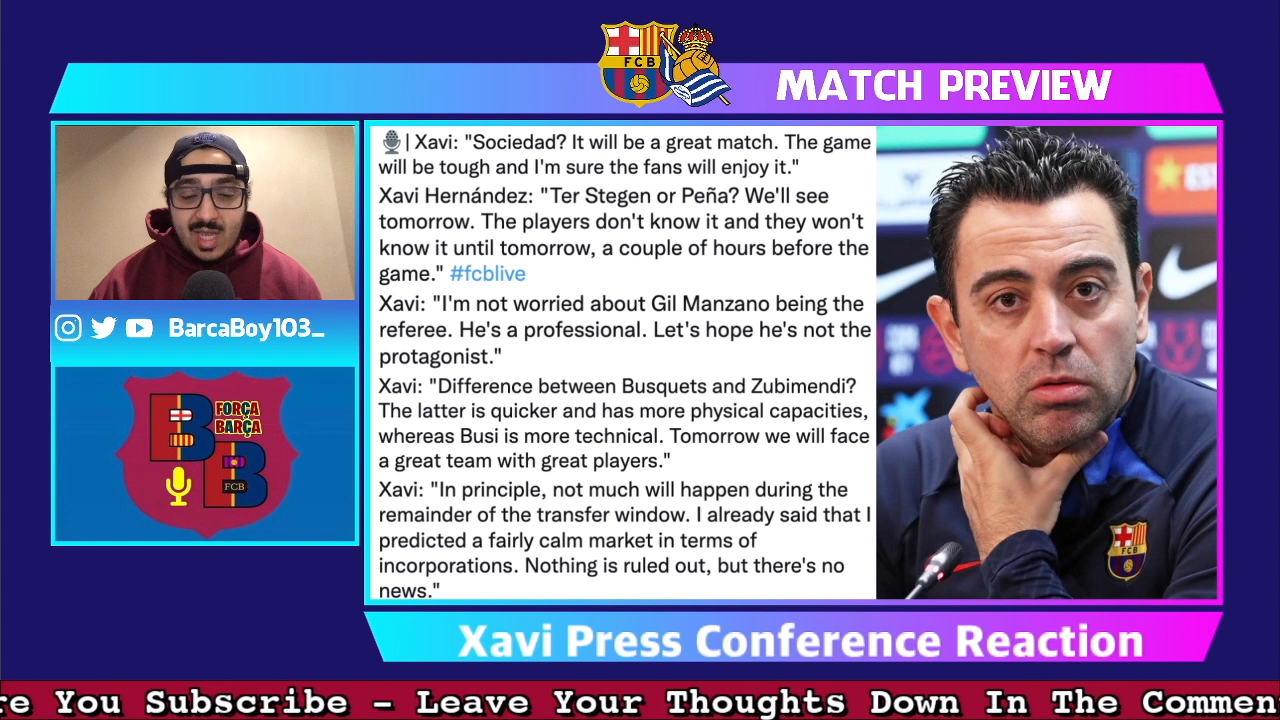 MATCH PREVIEW
FCB
🎙️| Xavi: "Sociedad? It will be a great match. The game
will be tough and I'm sure the fans will enjoy it."
Xavi Hernández: "Ter Stegen or Peña? We'll see
tomorrow. The players don't know it and they won't
know it until tomorrow, a couple of hours before the
game." #fcblive
Xavi: "I'm not worried about Gil Manzano being the
referee. He's a professional. Let's hope he's not the
protagonist."
Xavi: "Difference between Busquets and Zubimendi?
The latter is quicker and has more physical capacities,
whereas Busi is more technical. Tomorrow we will face
a great team with great players."
Xavi: "In principle, not much will happen during the
remainder of the transfer window. I already said that I
predicted a fairly calm market in terms of
incorporations. Nothing is ruled out, but there's no
news."
BarcaBoy103_
B
FORÇA
BARÇA
B
FCB
Xavi Press Conference Reaction
re You Subscribe – Leave Your Thoughts Down In The Commen